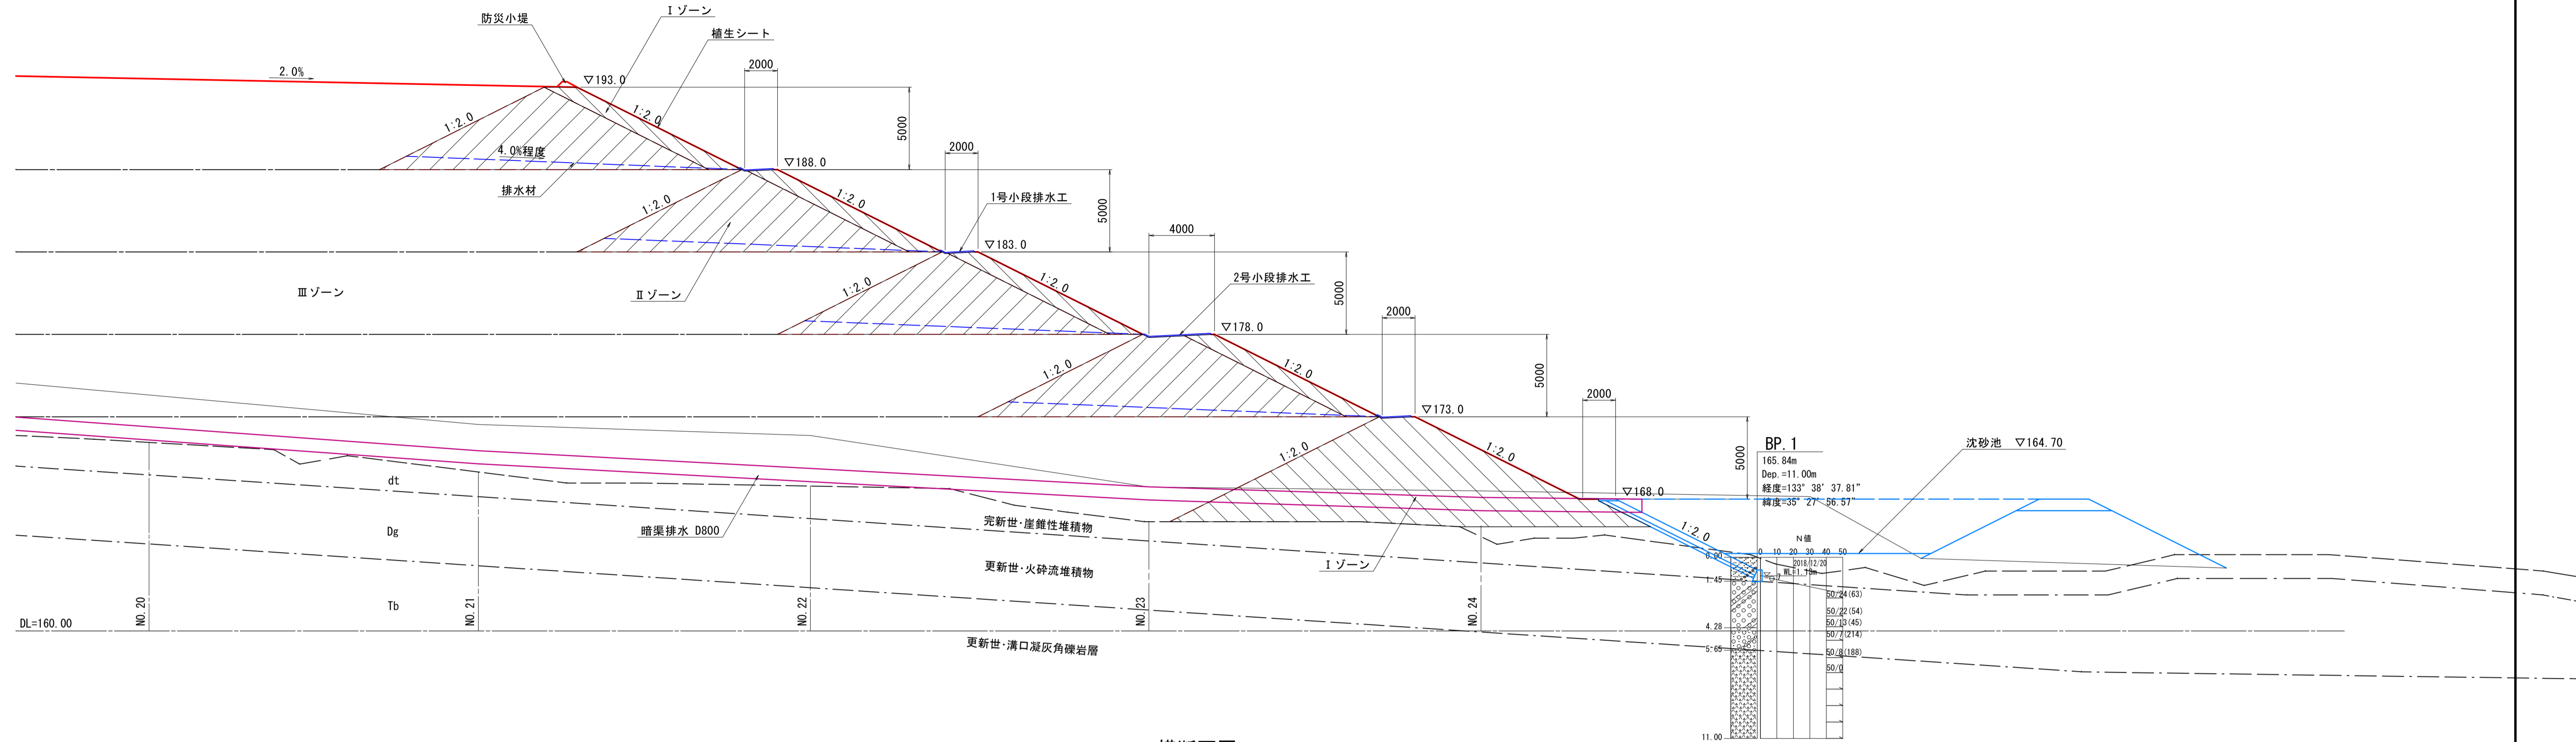 防災小堤
Ⅰゾーン
植生シート
2.0%
▽193.0
2000
1:2.0
1:2.0
5000
4.0%程度
排水材
▽188.0
2000
1:2.0
1:2.0
5000
1号小段排水工
▽183.0
4000
Ⅲゾーン
Ⅱゾーン
1:2.0
1:2.0
2号小段排水工
5000
▽178.0
2000
1:2.0
1:2.0
5000
▽173.0
2000
1:2.0
1:2.0
5000
▽168.0
BP.1
165.84m
Dep.=11.00m
経度=133° 38' 37.81"
緯度=35° 27' 56.57"
沈砂池 ▽164.70
1:2.0
dt
Dg
Tb
暗渠排水 D800
完新世・崖錐性堆積物
更新世・火砕流堆積物
更新世・溝口凝灰角礫岩層
Ⅰゾーン
N値
0 10 20 30 40 50
2018/12/20
WL=1.18m
0.00
1.45
4.28
5.65
11.00
50/24(63)
50/22(54)
50/13(45)
50/7(214)
50/8(188)
50/0
NO.20
NO.21
NO.22
NO.23
NO.24
DL=160.00